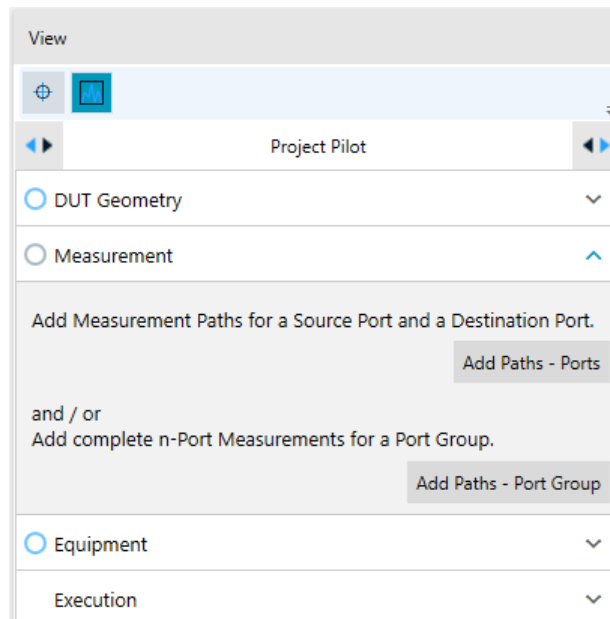 View
Project Pilot
DUT Geometry
Measurement
Add Measurement Paths for a Source Port and a Destination Port.
Add Paths - Ports
and / or
Add complete n-Port Measurements for a Port Group.
Add Paths - Port Group
Equipment
Execution